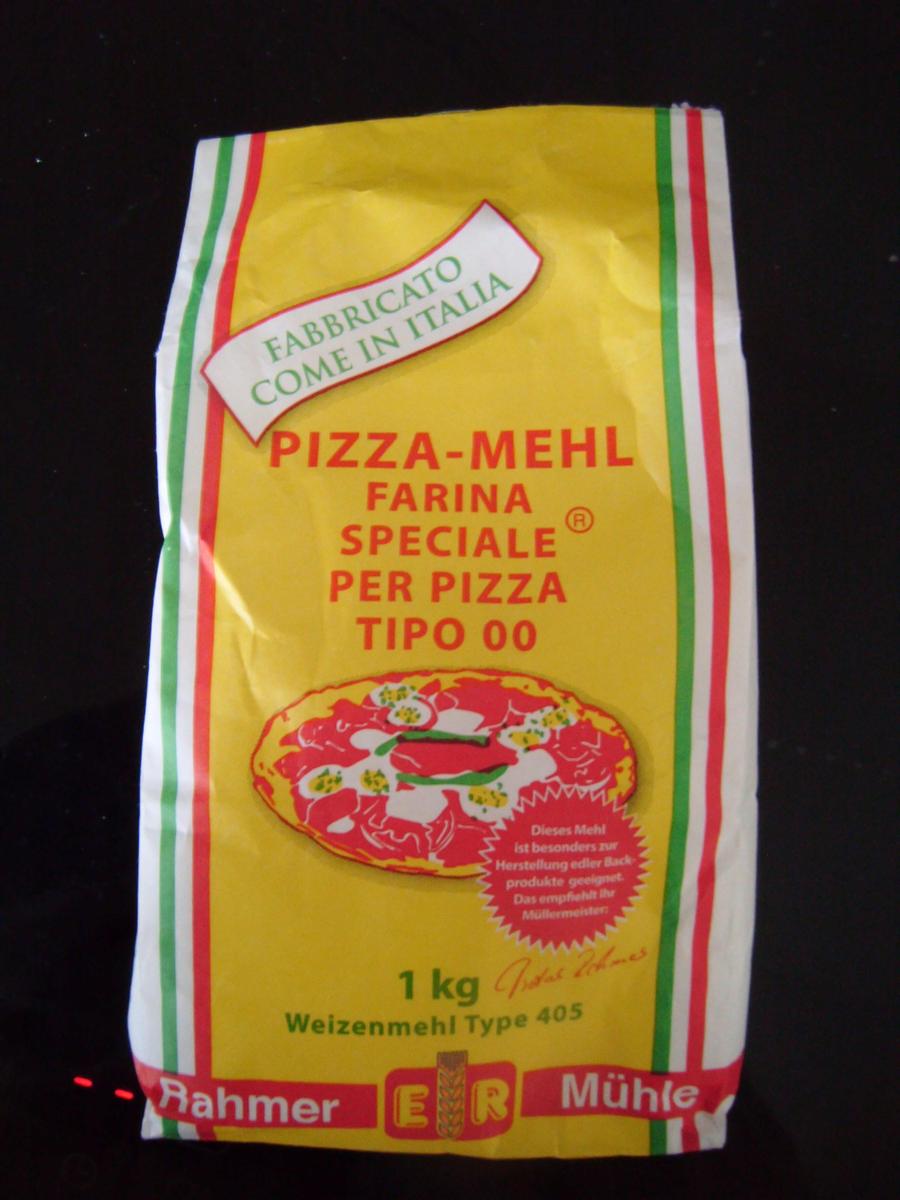 FABBRICATO
COME IN ITALIA
PIZZA-MEHL
FARINA
SPECIALE ®
PER PIZZA
TIPO 00
Dieses Mehl
ist besonders zur
Herstellung edler Back-
produkte geeignet.
Das empfiehlt Ihr
Müllermeister:
1 kg
Weizenmehl Type 405
Rahmer E R Mühle